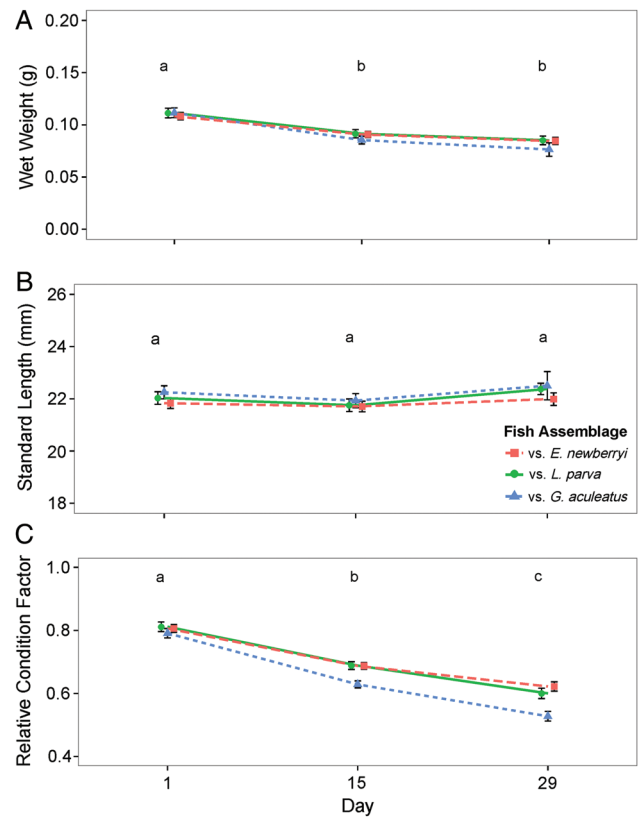 A
Wet Weight (g)
0.20
0.15
0.10
0.05
0.00
a
b
b
B
Standard Length (mm)
26
24
22
20
18
a
a
a
Fish Assemblage
vs. E. newberryi
vs. L. parva
vs. G. aculeatus
C
Relative Condition Factor
1.0
0.8
0.6
0.4
a
b
c
1
15
29
Day